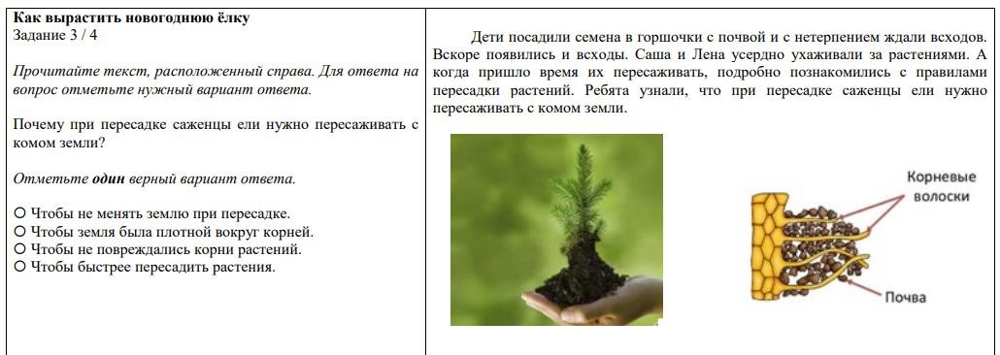 Как вырастить новогоднюю ёлку
Задание 3 / 4
Прочитайте текст, расположенный справа. Для ответа на
вопрос отметьте нужный вариант ответа.
Почему при пересадке саженцы ели нужно пересаживать с
комом земли?
Отметьте один верный вариант ответа.
Чтобы не менять землю при пересадке.
Чтобы земля была плотной вокруг корней.
Чтобы не повреждались корни растений.
Чтобы быстрее пересадить растения.
Дети посадили семена в горшочки с почвой и с нетерпением ждали всходов.
Вскоре появились и всходы. Саша и Лена усердно ухаживали за растениями. А
когда пришло время их пересаживать, подробно познакомились с правилами
пересадки растений. Ребята узнали, что при пересадке саженцы ели нужно
пересаживать с комом земли.
Корневые
волоски
Почва